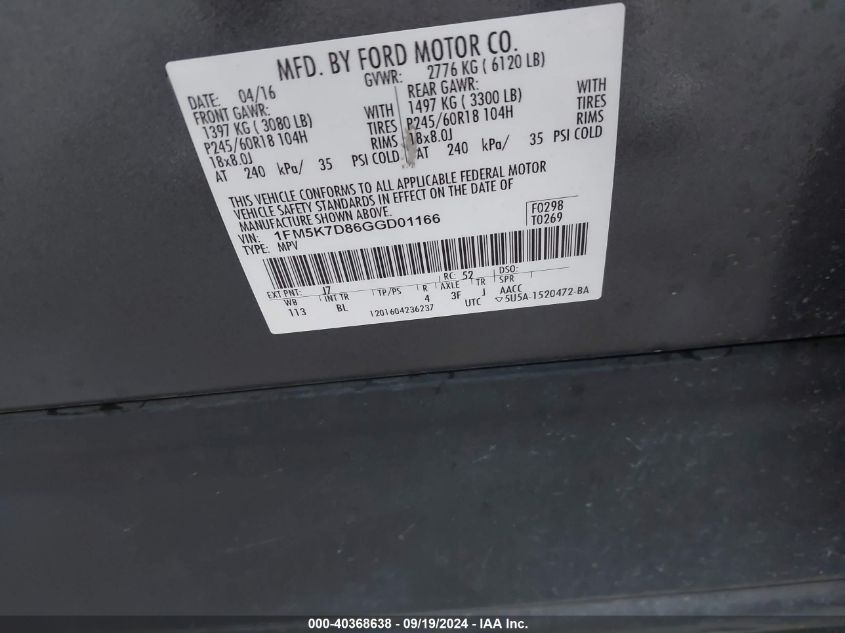 MFD. BY FORD MOTOR CO.
DATE: 04/16 GVWR: 2776 KG ( 6120 LB)
FRONT GAWR: REAR GAWR:
1397 KG ( 3080 LB) WITH 1497 KG ( 3300 LB) WITH
P245/60R18 104H TIRES P245/60R18 104H TIRES
18x8.0J RIMS 18x8.0J RIMS
AT 240 kPa/ 35 PSI COLD AT 240 kPa/ 35 PSI COLD
THIS VEHICLE CONFORMS TO ALL APPLICABLE FEDERAL MOTOR
VEHICLE SAFETY STANDARDS IN EFFECT ON THE DATE OF
MANUFACTURE SHOWN ABOVE.
VIN: 1FM5K7D86GGD01166 F0298
TYPE: MPV T0269
EXT PNT: J7 RC: 52 DSO:
WB INT TR TP/PS R AXLE TR SPR
113 BL 4 3F J AACC
1201604236237 UTC 5U5A-1520472-BA
000-40368638 - 09/19/2024 - IAA Inc.